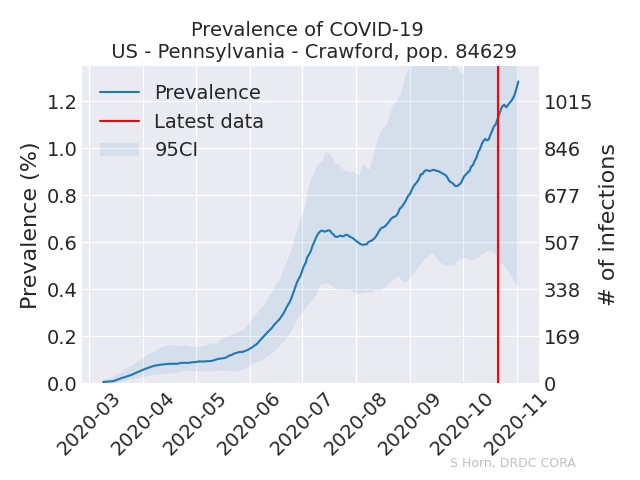 Prevalence of COVID-19
US - Pennsylvania - Crawford, pop. 84629
Prevalence
Latest data
95CI
Prevalence (%)
1.2
1.0
0.8
0.6
0.4
0.2
0.0
1015
846
677
507
338
169
0
# of infections
2020-03
2020-04
2020-05
2020-06
2020-07
2020-08
2020-09
2020-10
2020-11
S Horn, DRDC CORA